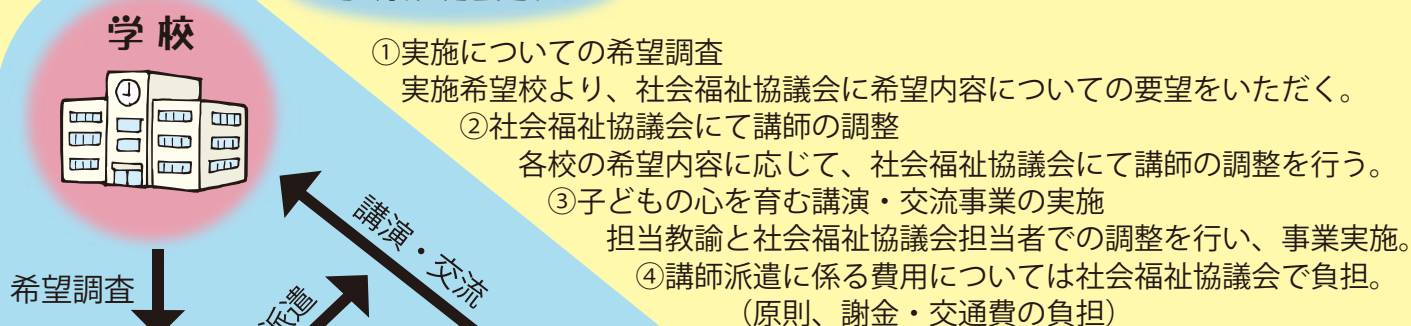 学校
①実施についての希望調査
実施希望校より、社会福祉協議会に希望内容についての要望をいただく。
②社会福祉協議会にて講師の調整
各校の希望内容に応じて、社会福祉協議会にて講師の調整を行う。
③子どもの心を育む講演・交流事業の実施
担当教諭と社会福祉協議会担当者での調整を行い、事業実施。
④講師派遣に係る費用については社会福祉協議会で負担。
（原則、謝金・交通費の負担）
講演・交流
希望調査
派遣